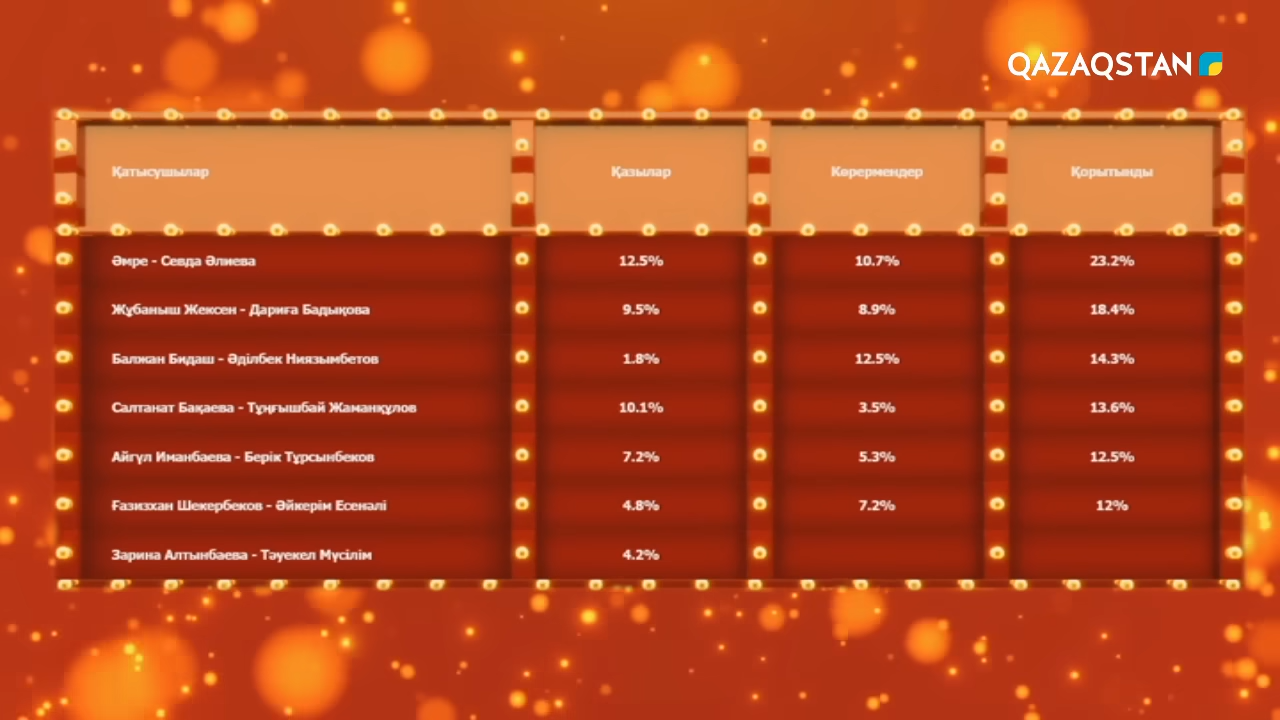 QAZAQSTAN
Қатысушылар Қазылар Көрермендер Қорытынды
Әмре - Севда Әлиева 12.5% 10.7% 23.2%
Жұбаныш Жексен - Дариға Бадықова 9.5% 8.9% 18.4%
Балжан Бидаш - Әділбек Ниязымбетов 1.8% 12.5% 14.3%
Салтанат Бақаева - Тұңғышбай Жаманқұлов 10.1% 3.5% 13.6%
Айгүл Иманбаева - Берік Тұрсынбеков 7.2% 5.3% 12.5%
Ғазизхан Шекербеков - Әйкерім Есенәлі 4.8% 7.2% 12%
Зарина Алтынбаева - Тәуекел Мүсілім 4.2%